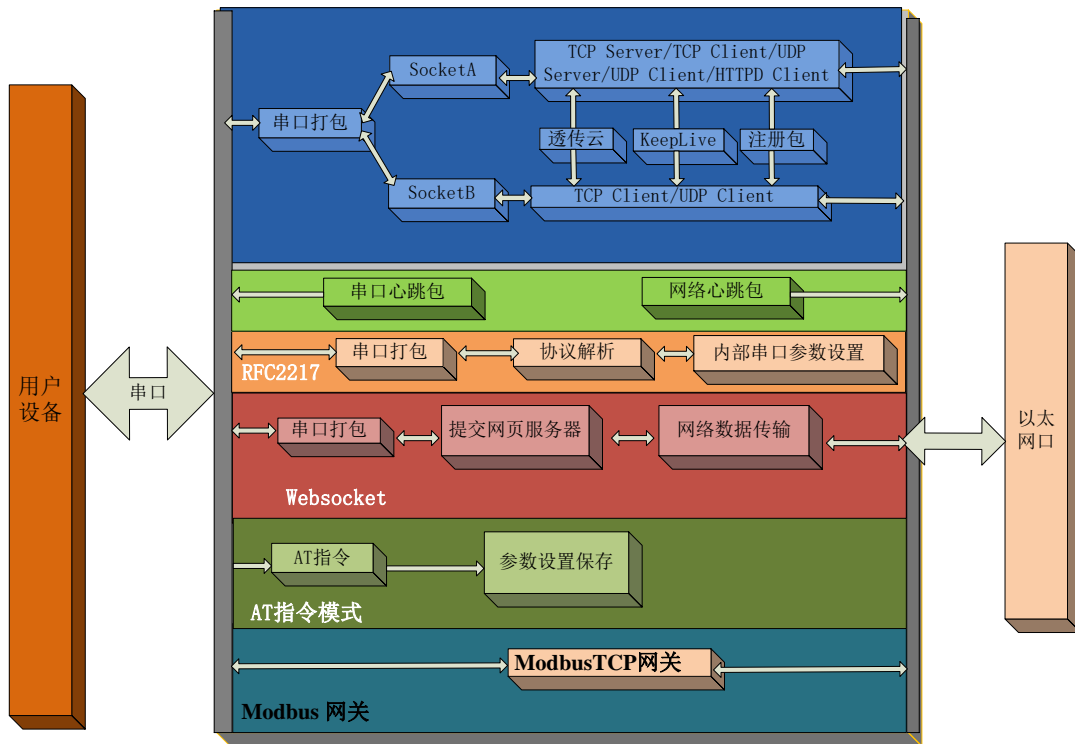 TCP Server/TCP Client/UDP
Server/UDP Client/HTTPD Client
SocketA
串口打包
透传云
KeepLive
注册包
SocketB
TCP Client/UDP Client
串口心跳包
网络心跳包
串口打包
协议解析
内部串口参数设置
RFC2217
用户
设备
串口
串口打包
提交网页服务器
网络数据传输
以太
网口
Websocket
AT指令
参数设置保存
AT指令模式
ModbusTCP网关
Modbus 网关